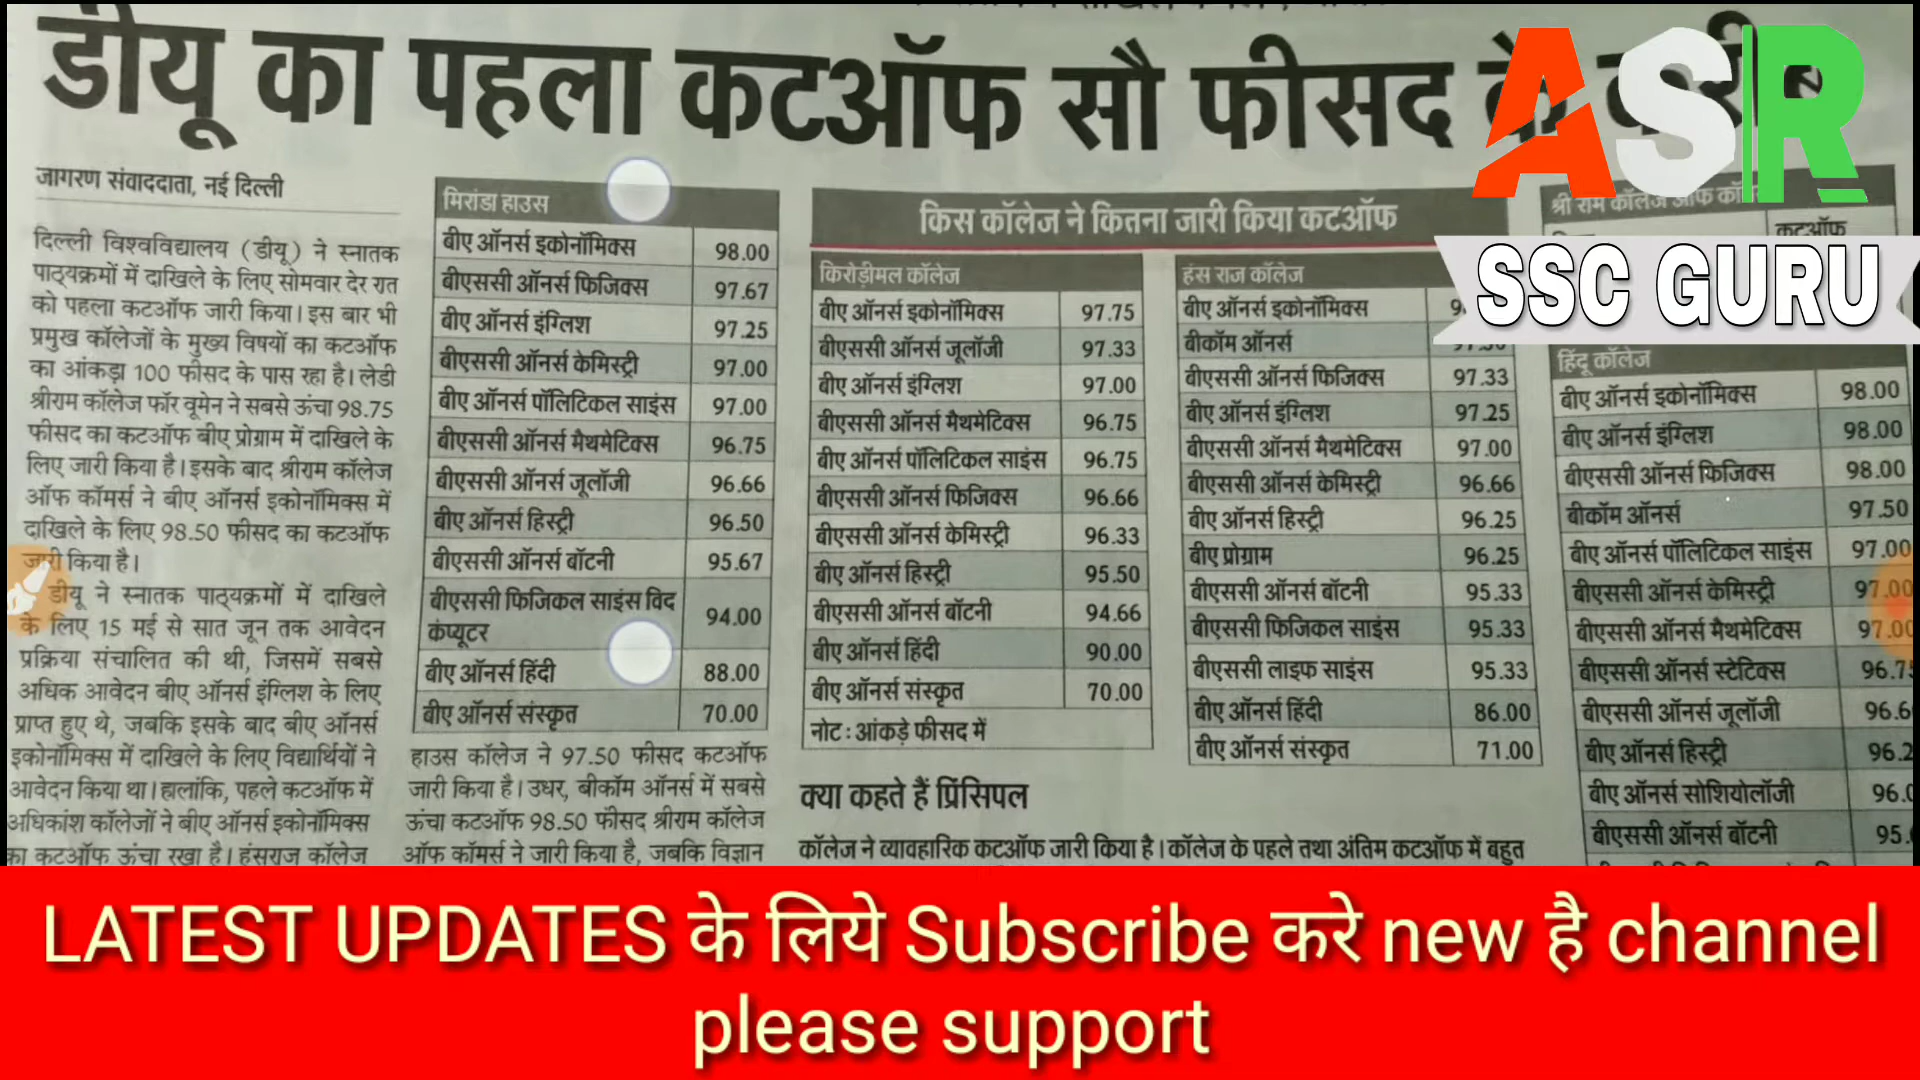 डीयू का पहला कटऑफ सौ फीसद के
ASR
SSC GURU
जागरण संवाददाता, नई दिल्ली
दिल्ली विश्वविद्यालय (डीयू) ने स्नातक
पाठ्यक्रमों में दाखिले के लिए सोमवार देर रात
को पहला कटऑफ जारी किया। इस बार भी
प्रमुख कॉलेजों के मुख्य विषयों का कटऑफ
का आंकड़ा 100 फीसद के पास रहा है। लेडी
श्रीराम कॉलेज फॉर वूमेन ने सबसे ऊंचा 98.75
फीसद का कटऑफ बीए प्रोग्राम में दाखिले के
लिए जारी किया है। इसके बाद श्रीराम कॉलेज
ऑफ कॉमर्स ने बीए ऑनर्स इकोनॉमिक्स में
दाखिले के लिए 98.50 फीसद का कटऑफ
जारी किया है।
डीयू ने स्नातक पाठ्यक्रमों में दाखिले
के लिए 15 मई से सात जून तक आवेदन
प्रक्रिया संचालित की थी, जिसमें सबसे
अधिक आवेदन बीए ऑनर्स इंग्लिश के लिए
प्राप्त हुए थे, जबकि इसके बाद बीए ऑनर्स
इकोनॉमिक्स में दाखिले के लिए विद्यार्थियों ने
आवेदन किया था। हालांकि, पहले कटऑफ में
अधिकांश कॉलेजों ने बीए ऑनर्स इकोनॉमिक्स
का कटऑफ ऊंचा रखा है। हंसराज कॉलेज
मिरांडा हाउस
बीए ऑनर्स इकोनॉमिक्स 98.00
बीएससी ऑनर्स फिजिक्स 97.67
बीए ऑनर्स इंग्लिश 97.25
बीएससी ऑनर्स केमिस्ट्री 97.00
बीए ऑनर्स पॉलिटिकल साइंस 97.00
बीएससी ऑनर्स मैथमेटिक्स 96.75
बीएससी ऑनर्स जूलॉजी 96.66
बीए ऑनर्स हिस्ट्री 96.50
बीएससी ऑनर्स बॉटनी 95.67
बीएससी फिजिकल साइंस विद
कंप्यूटर 94.00
बीए ऑनर्स हिंदी 88.00
बीए ऑनर्स संस्कृत 70.00
हाउस कॉलेज ने 97.50 फीसद कटऑफ
जारी किया है। उधर, बीकॉम ऑनर्स में सबसे
ऊंचा कटऑफ 98.50 फीसद श्रीराम कॉलेज
ऑफ कॉमर्स ने जारी किया है, जबकि विज्ञान
किस कॉलेज ने कितना जारी किया कटऑफ
किरोड़ीमल कॉलेज
बीए ऑनर्स इकोनॉमिक्स 97.75
बीएससी ऑनर्स जूलॉजी 97.33
बीए ऑनर्स इंग्लिश 97.00
बीएससी ऑनर्स मैथमेटिक्स 96.75
बीए ऑनर्स पॉलिटिकल साइंस 96.75
बीएससी ऑनर्स फिजिक्स 96.66
बीएससी ऑनर्स केमिस्ट्री 96.33
बीए ऑनर्स हिस्ट्री 95.50
बीएससी ऑनर्स बॉटनी 94.66
बीए ऑनर्स हिंदी 90.00
बीए ऑनर्स संस्कृत 70.00
नोट : आंकड़े फीसद में
हंस राज कॉलेज
बीए ऑनर्स इकोनॉमिक्स
बीकॉम ऑनर्स
बीएससी ऑनर्स फिजिक्स 97.33
बीए ऑनर्स इंग्लिश 97.25
बीएससी ऑनर्स मैथमेटिक्स 97.00
बीएससी ऑनर्स केमिस्ट्री 96.66
बीए ऑनर्स हिस्ट्री 96.25
बीए प्रोग्राम 96.25
बीएससी ऑनर्स बॉटनी 95.33
बीएससी फिजिकल साइंस 95.33
बीएससी लाइफ साइंस 95.33
बीए ऑनर्स हिंदी 86.00
बीए ऑनर्स संस्कृत 71.00
क्या कहते हैं प्रिंसिपल
कॉलेज ने व्यावहारिक कटऑफ जारी किया है। कॉलेज के पहले तथा अंतिम कटऑफ में बहुत
श्री राम कॉलेज ऑफ
कटऑफ
हिंदू कॉलेज
बीए ऑनर्स इकोनॉमिक्स 98.00
बीए ऑनर्स इंग्लिश 98.00
बीएससी ऑनर्स फिजिक्स 98.00
बीकॉम ऑनर्स 97.50
बीए ऑनर्स पॉलिटिकल साइंस 97.00
बीएससी ऑनर्स केमिस्ट्री 97.00
बीएससी ऑनर्स मैथमेटिक्स 97.00
बीएससी ऑनर्स स्टेटिक्स 96.7
बीएससी ऑनर्स जूलॉजी 96.6
बीए ऑनर्स हिस्ट्री 96.2
बीए ऑनर्स सोशियोलॉजी 96.0
बीएससी ऑनर्स बॉटनी 95.
LATEST UPDATES के लिये Subscribe करे new है channel
please support